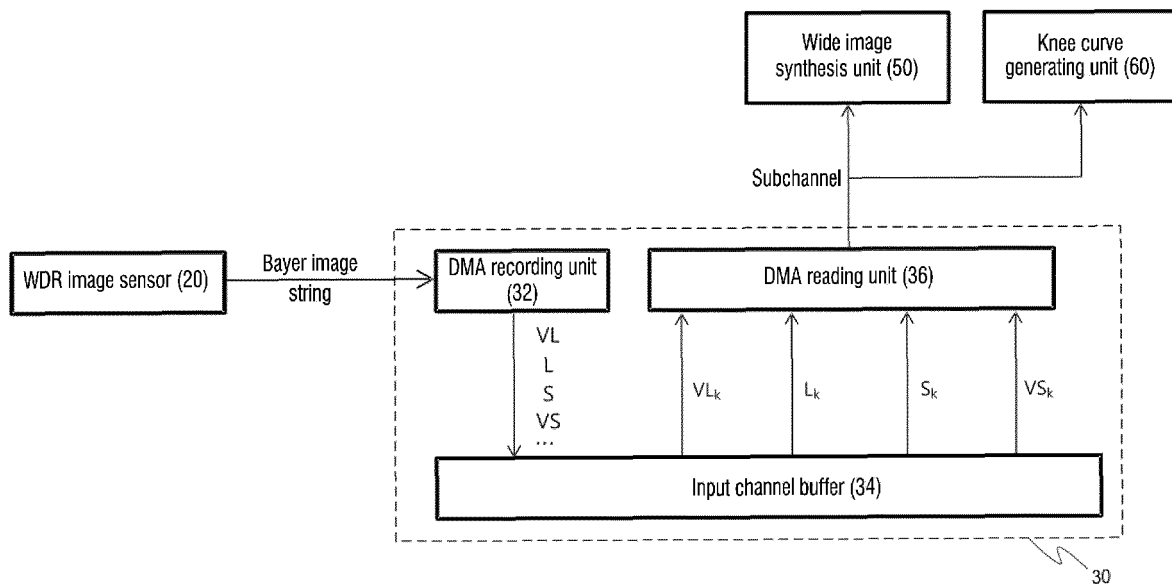 Wide image
synthesis unit (50)
Knee curve
generating unit (60)
Subchannel
WDR image sensor (20)
Bayer image
string
DMA recording unit
(32)
DMA reading unit (36)
VL
L
S
VS
...
VLk
Lk
Sk
VSk
Input channel buffer (34)
30